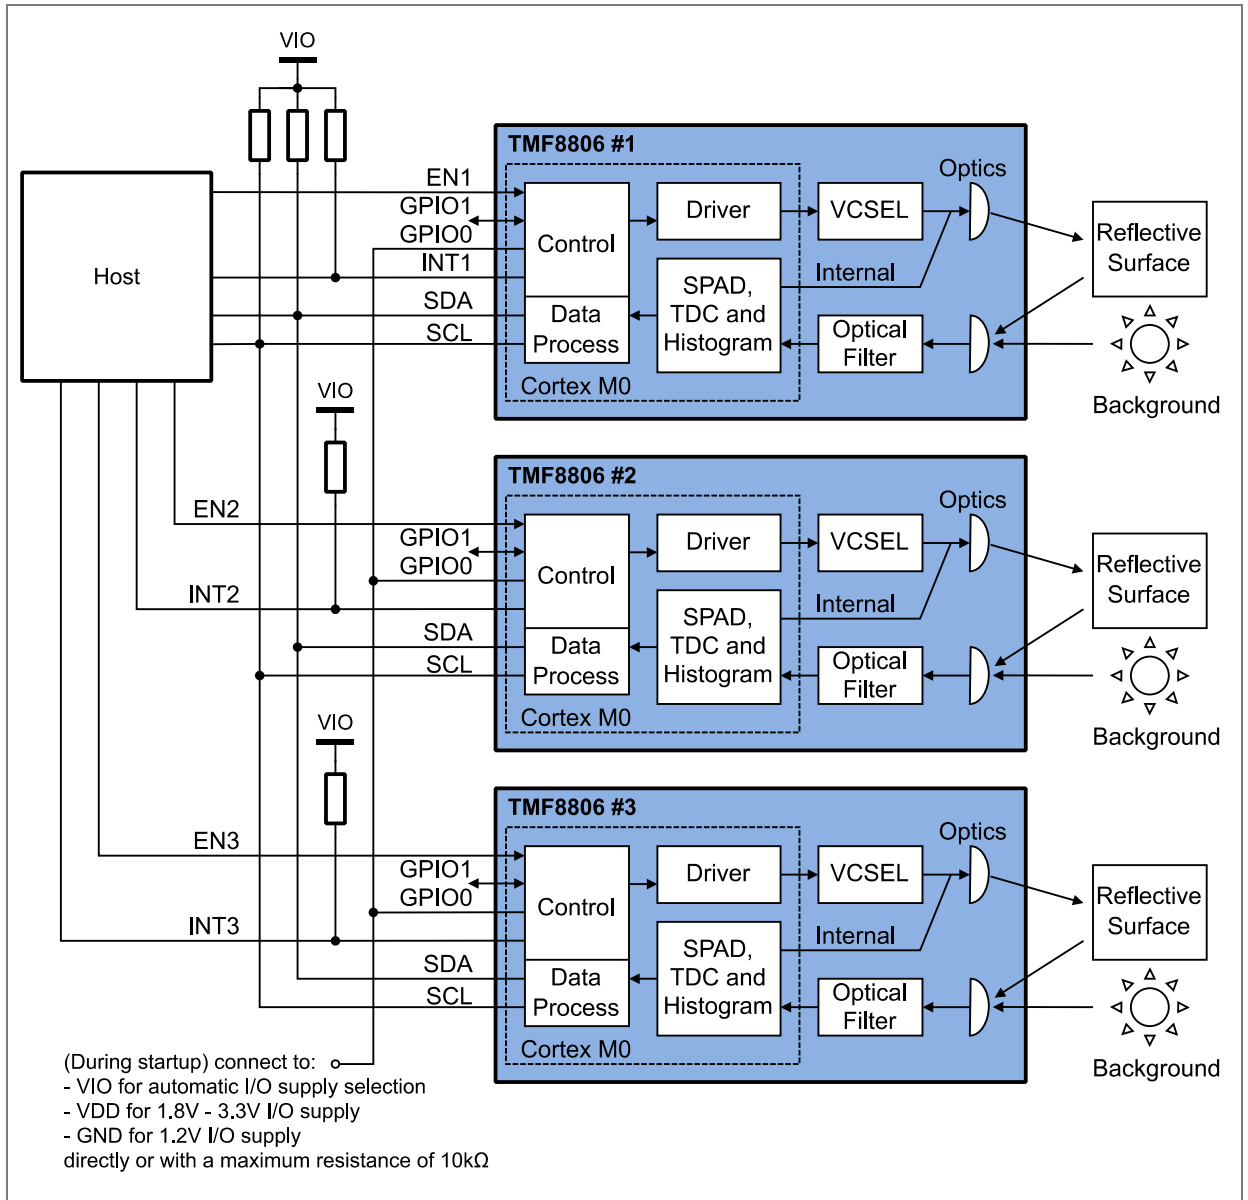 VIO
TMF8806 #1
EN1
GPIO1
GPIO0
INT1
SDA
SCL
Host
Control
Data
Process
Cortex M0
Driver
SPAD,
TDC and
Histogram
VCSEL
Internal
Optical
Filter
Optics
Reflective
Surface
Background
VIO
TMF8806 #2
EN2
GPIO1
GPIO0
INT2
SDA
SCL
Control
Data
Process
Cortex M0
Driver
SPAD,
TDC and
Histogram
VCSEL
Internal
Optical
Filter
Optics
Reflective
Surface
Background
VIO
TMF8806 #3
EN3
GPIO1
GPIO0
INT3
SDA
SCL
Control
Data
Process
Cortex M0
Driver
SPAD,
TDC and
Histogram
VCSEL
Internal
Optical
Filter
Optics
Reflective
Surface
Background
(During startup) connect to:
- VIO for automatic I/O supply selection
- VDD for 1.8V - 3.3V I/O supply
- GND for 1.2V I/O supply
directly or with a maximum resistance of 10kΩ